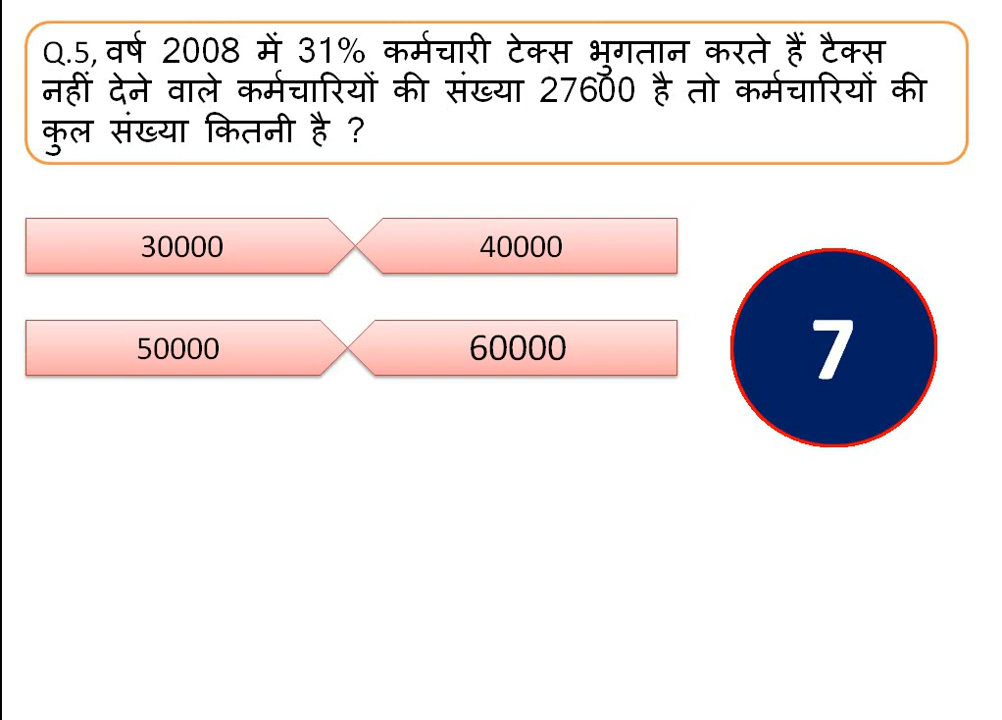 Q.5, वर्ष 2008 में 31% कर्मचारी टेक्स भुगतान करते हैं टैक्स
नहीं देने वाले कर्मचारियों की संख्या 27600 है तो कर्मचारियों की
कुल संख्या कितनी है ?
30000
40000
50000
60000
7